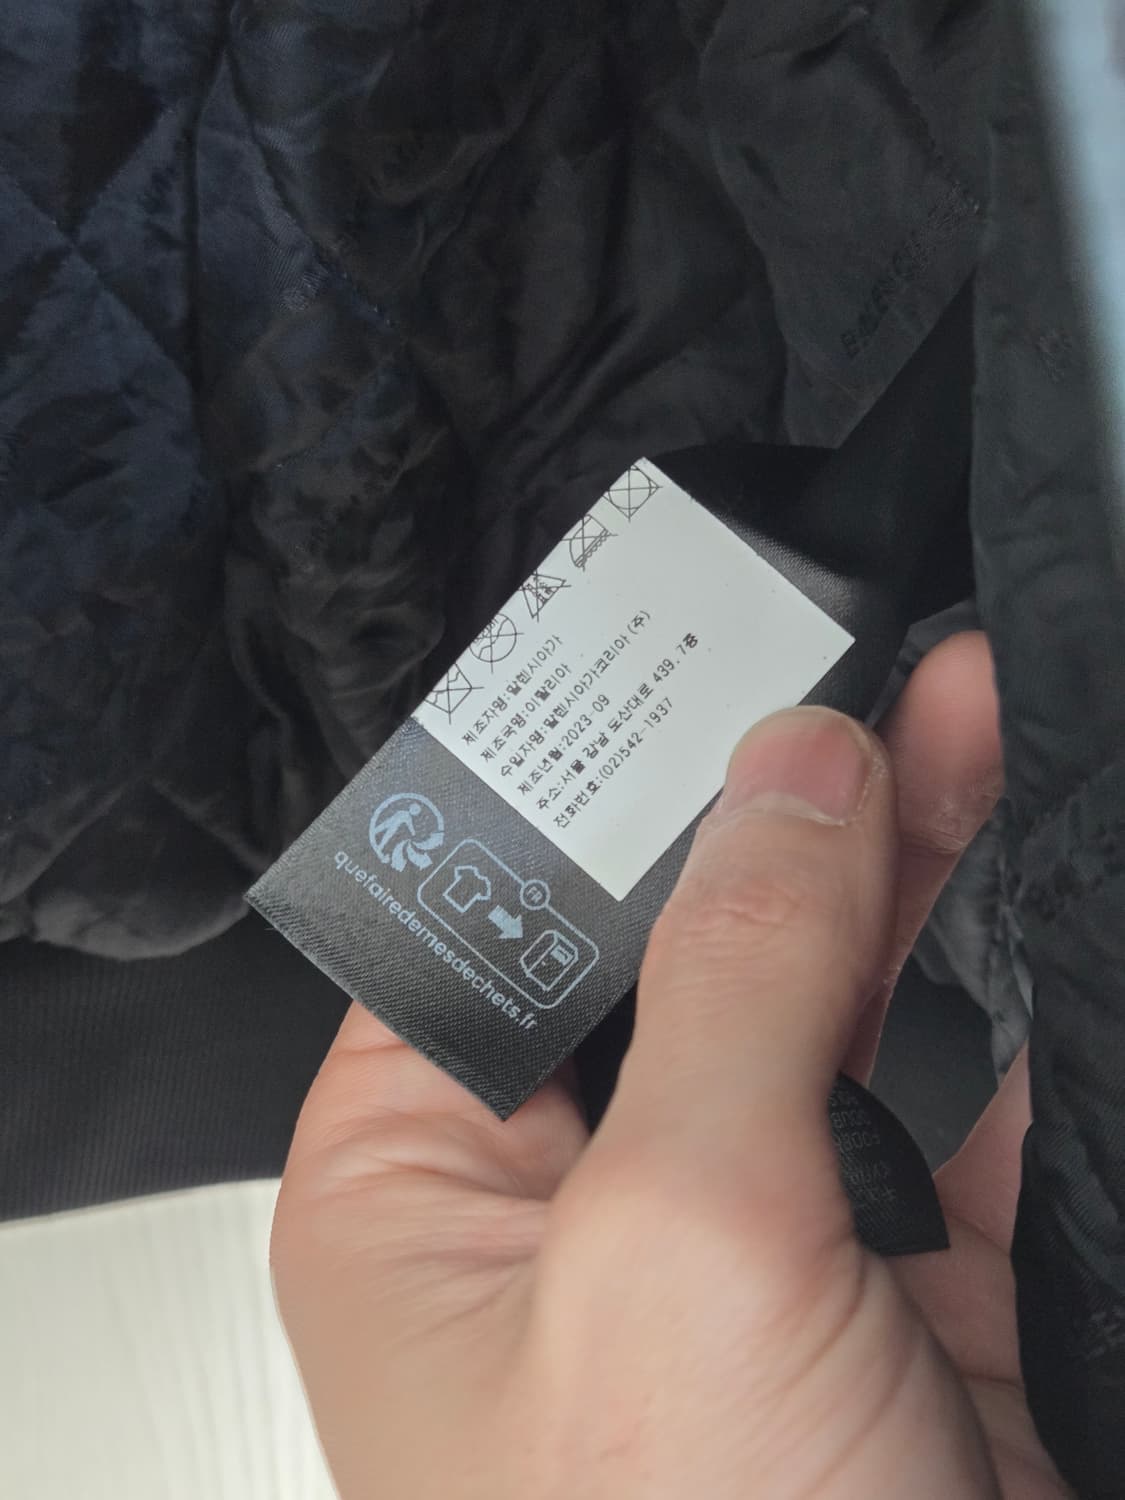 제조자명:발렌시아가
제조국명:이탈리아
수입자명:발렌시아가코리아(주)
제조년월:2023-09
주소:서울 강남 도산대로 439.7층
전화번호:(02)542-1937
FR
quefairedemesdechets.fr